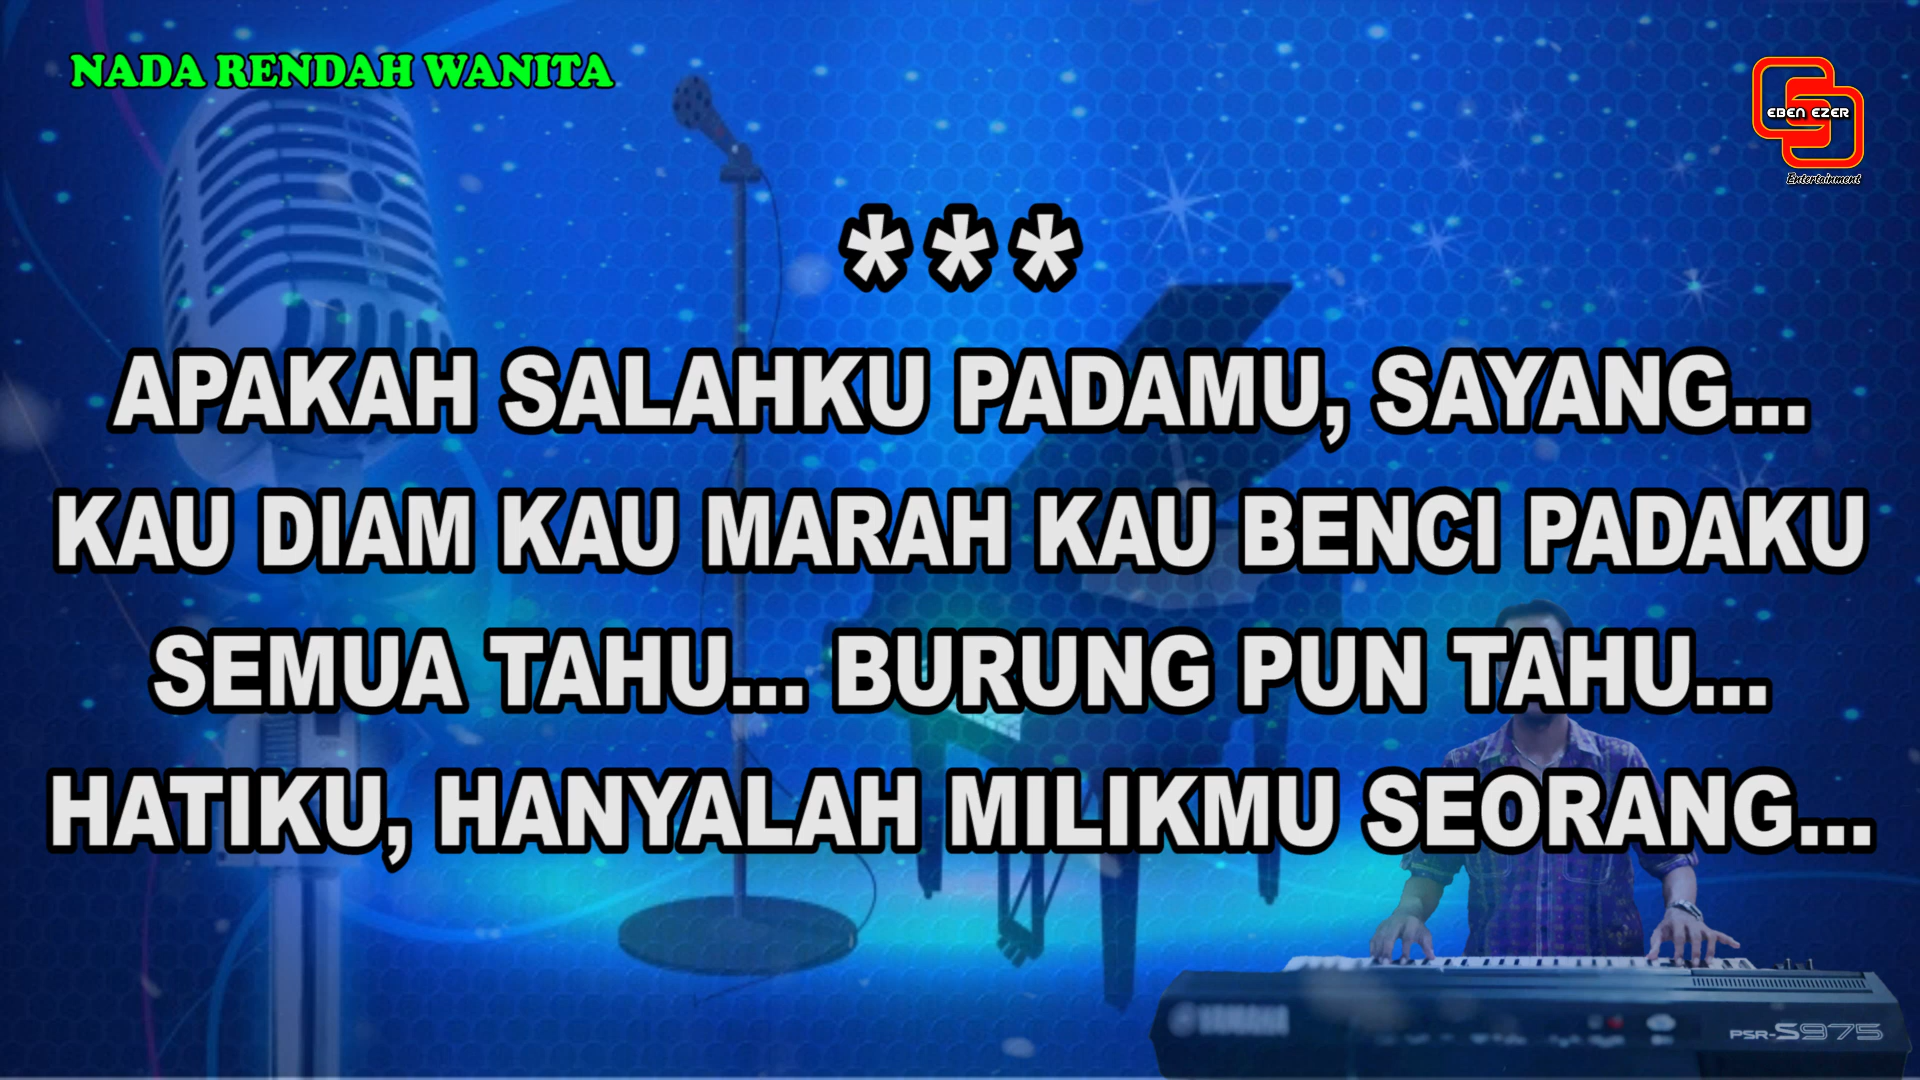 NADA RENDAH WANITA
EBEN EZER
Entertainment
***
APAKAH SALAHKU PADAMU, SAYANG...
KAU DIAM KAU MARAH KAU BENCI PADAKU
SEMUA TAHU... BURUNG PUN TAHU...
HATIKU, HANYALAH MILIKMU SEORANG...
YAMAHA
PSR-S975